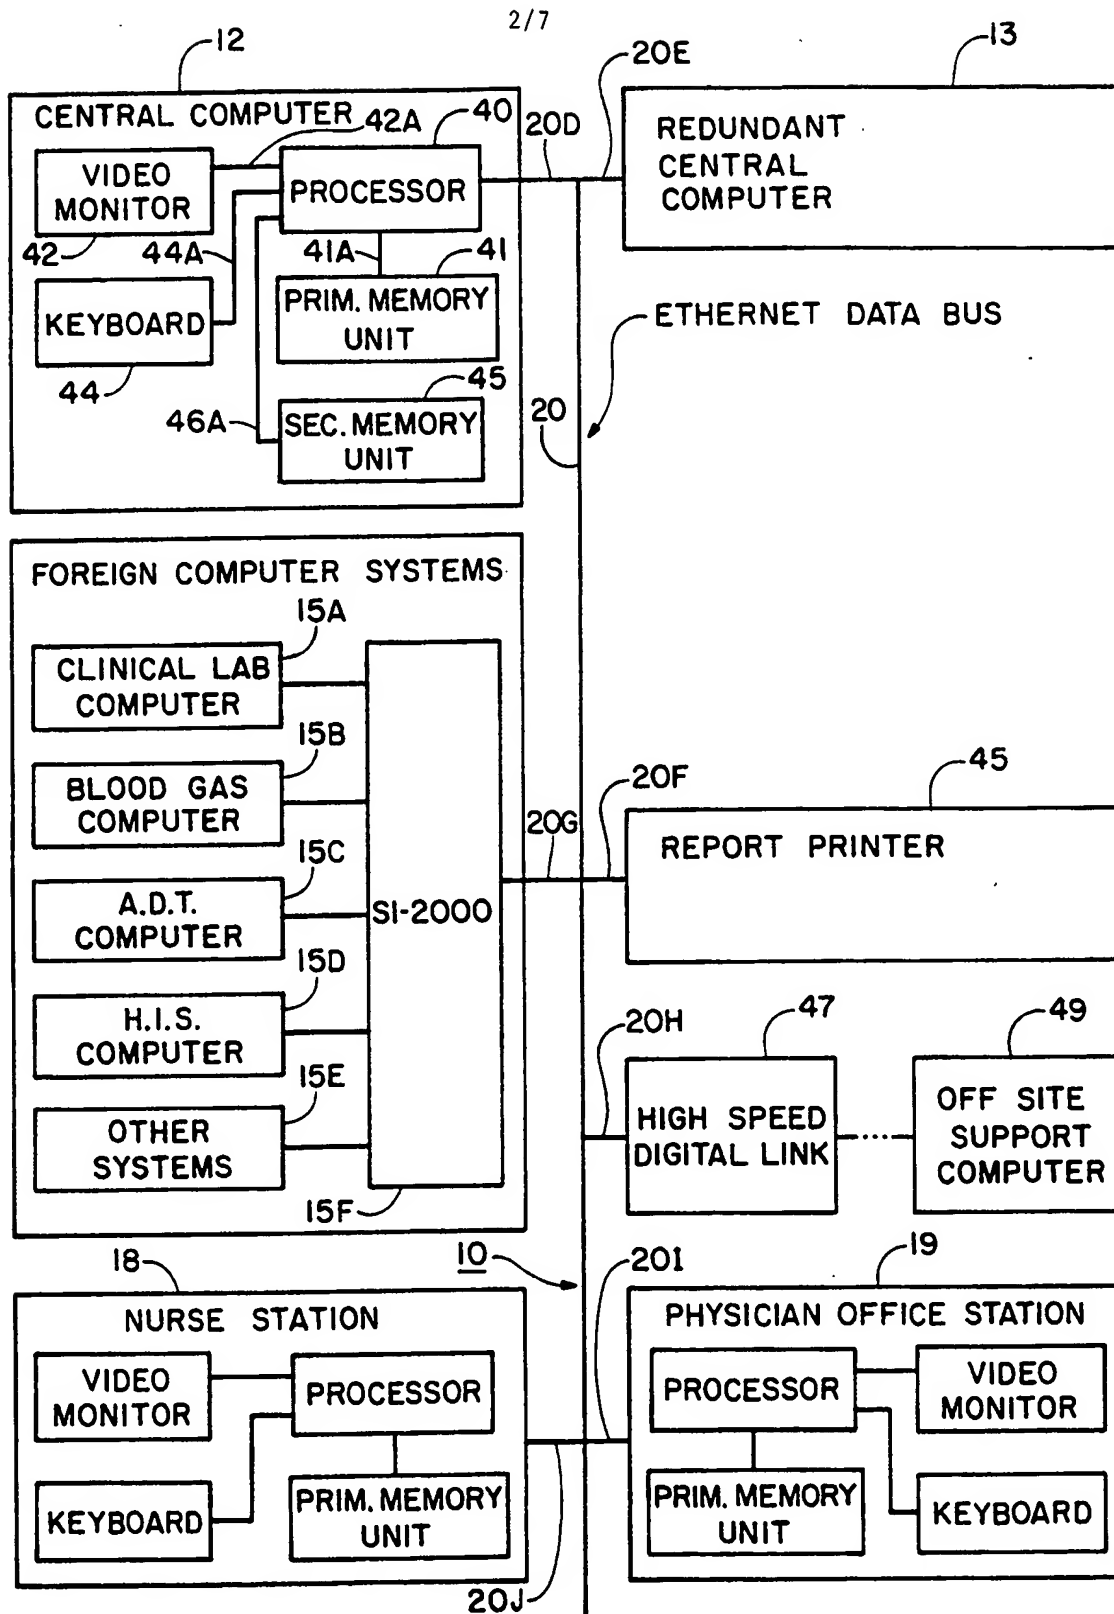 2/7
12
20E
13
CENTRAL COMPUTER
42A
40
20D
VIDEO
MONITOR
PROCESSOR
42
44A
41A
41
KEYBOARD
44
PRIM. MEMORY
UNIT
45
46A
SEC. MEMORY
UNIT
REDUNDANT
CENTRAL
COMPUTER
ETHERNET DATA BUS
20
FOREIGN COMPUTER SYSTEMS
15A
CLINICAL LAB
COMPUTER
15B
BLOOD GAS
COMPUTER
15C
A.D.T.
COMPUTER
15D
H.I.S.
COMPUTER
15E
OTHER
SYSTEMS
SI-2000
15F
20G
20F
45
REPORT PRINTER
20H
47
49
HIGH SPEED
DIGITAL LINK
OFF SITE
SUPPORT
COMPUTER
18
10
20I
19
NURSE STATION
VIDEO
MONITOR
PROCESSOR
KEYBOARD
PRIM. MEMORY
UNIT
20J
PHYSICIAN OFFICE STATION
PROCESSOR
VIDEO
MONITOR
PRIM. MEMORY
UNIT
KEYBOARD